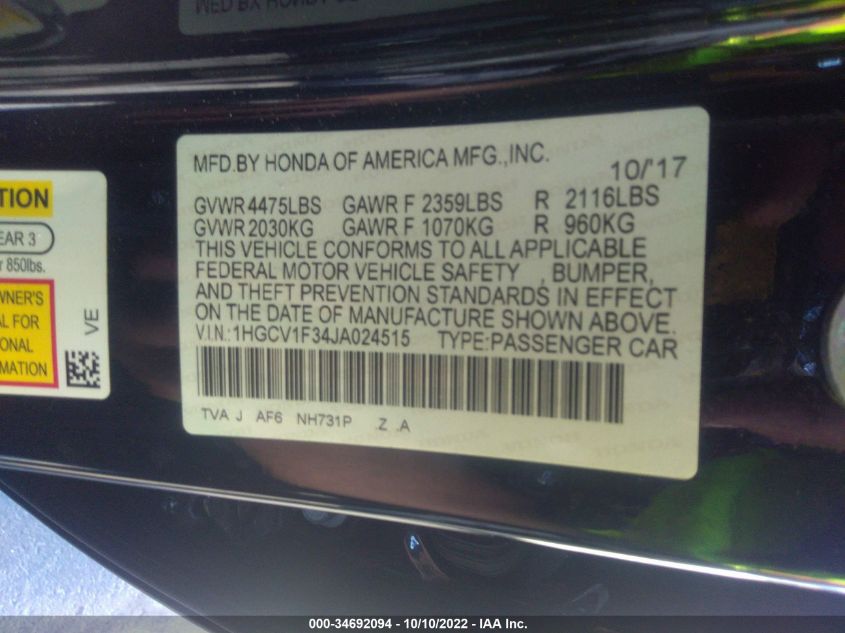 MFD.BY HONDA OF AMERICA MFG.,INC. 10/'17
GVWR 4475LBS GAWR F 2359LBS R 2116LBS
GVWR 2030KG GAWR F 1070KG R 960KG
THIS VEHICLE CONFORMS TO ALL APPLICABLE
FEDERAL MOTOR VEHICLE SAFETY , BUMPER,
AND THEFT PREVENTION STANDARDS IN EFFECT
ON THE DATE OF MANUFACTURE SHOWN ABOVE.
V.I.N.:1HGCV1F34JA024515 TYPE:PASSENGER CAR
TVA J AF6 NH731P .Z .A
TION
EAR 3
r 850lbs.
WNER'S
AL FOR
ONAL
MATION
VE
000-34692094 - 10/10/2022 - IAA Inc.